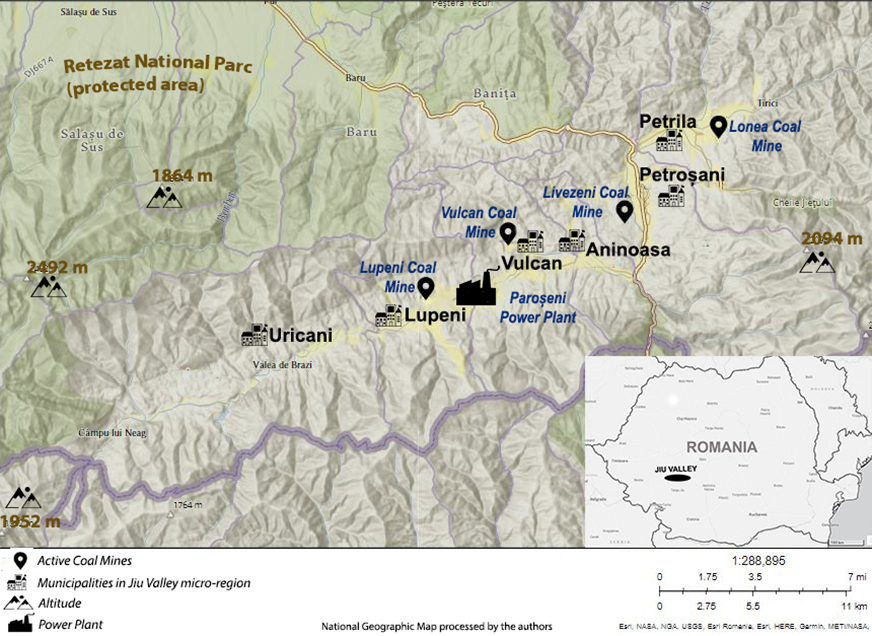 Sălașu de Sus
Peștera Tecuri
DJ667A
Retezat National Parc
(protected area)
Baru
Banița
Tirici
Petrila
Lonea Coal
Mine
Salașu de
Sus
Baru
Petroșani
1864 m
Livezeni Coal
Mine
Cheile Jiețului
Vulcan Coal
Mine
Aninoasa
2094 m
Vulcan
2492 m
Lupeni Coal
Mine
Paroșeni
Power Plant
Lupeni
Uricani
Valea de Brazi
Câmpu lui Neag
1764 m
1952 m
ROMANIA
JIU VALLEY
Active Coal Mines
Municipalities in Jiu Valley micro-region
Altitude
Power Plant
National Geographic Map processed by the authors
1:288,895
0 1.75 3.5 7 mi
0 2.75 5.5 11 km
Esri, NASA, NGA, USGS, Esri Romania, Esri, HERE, Garmin, METI/NASA,